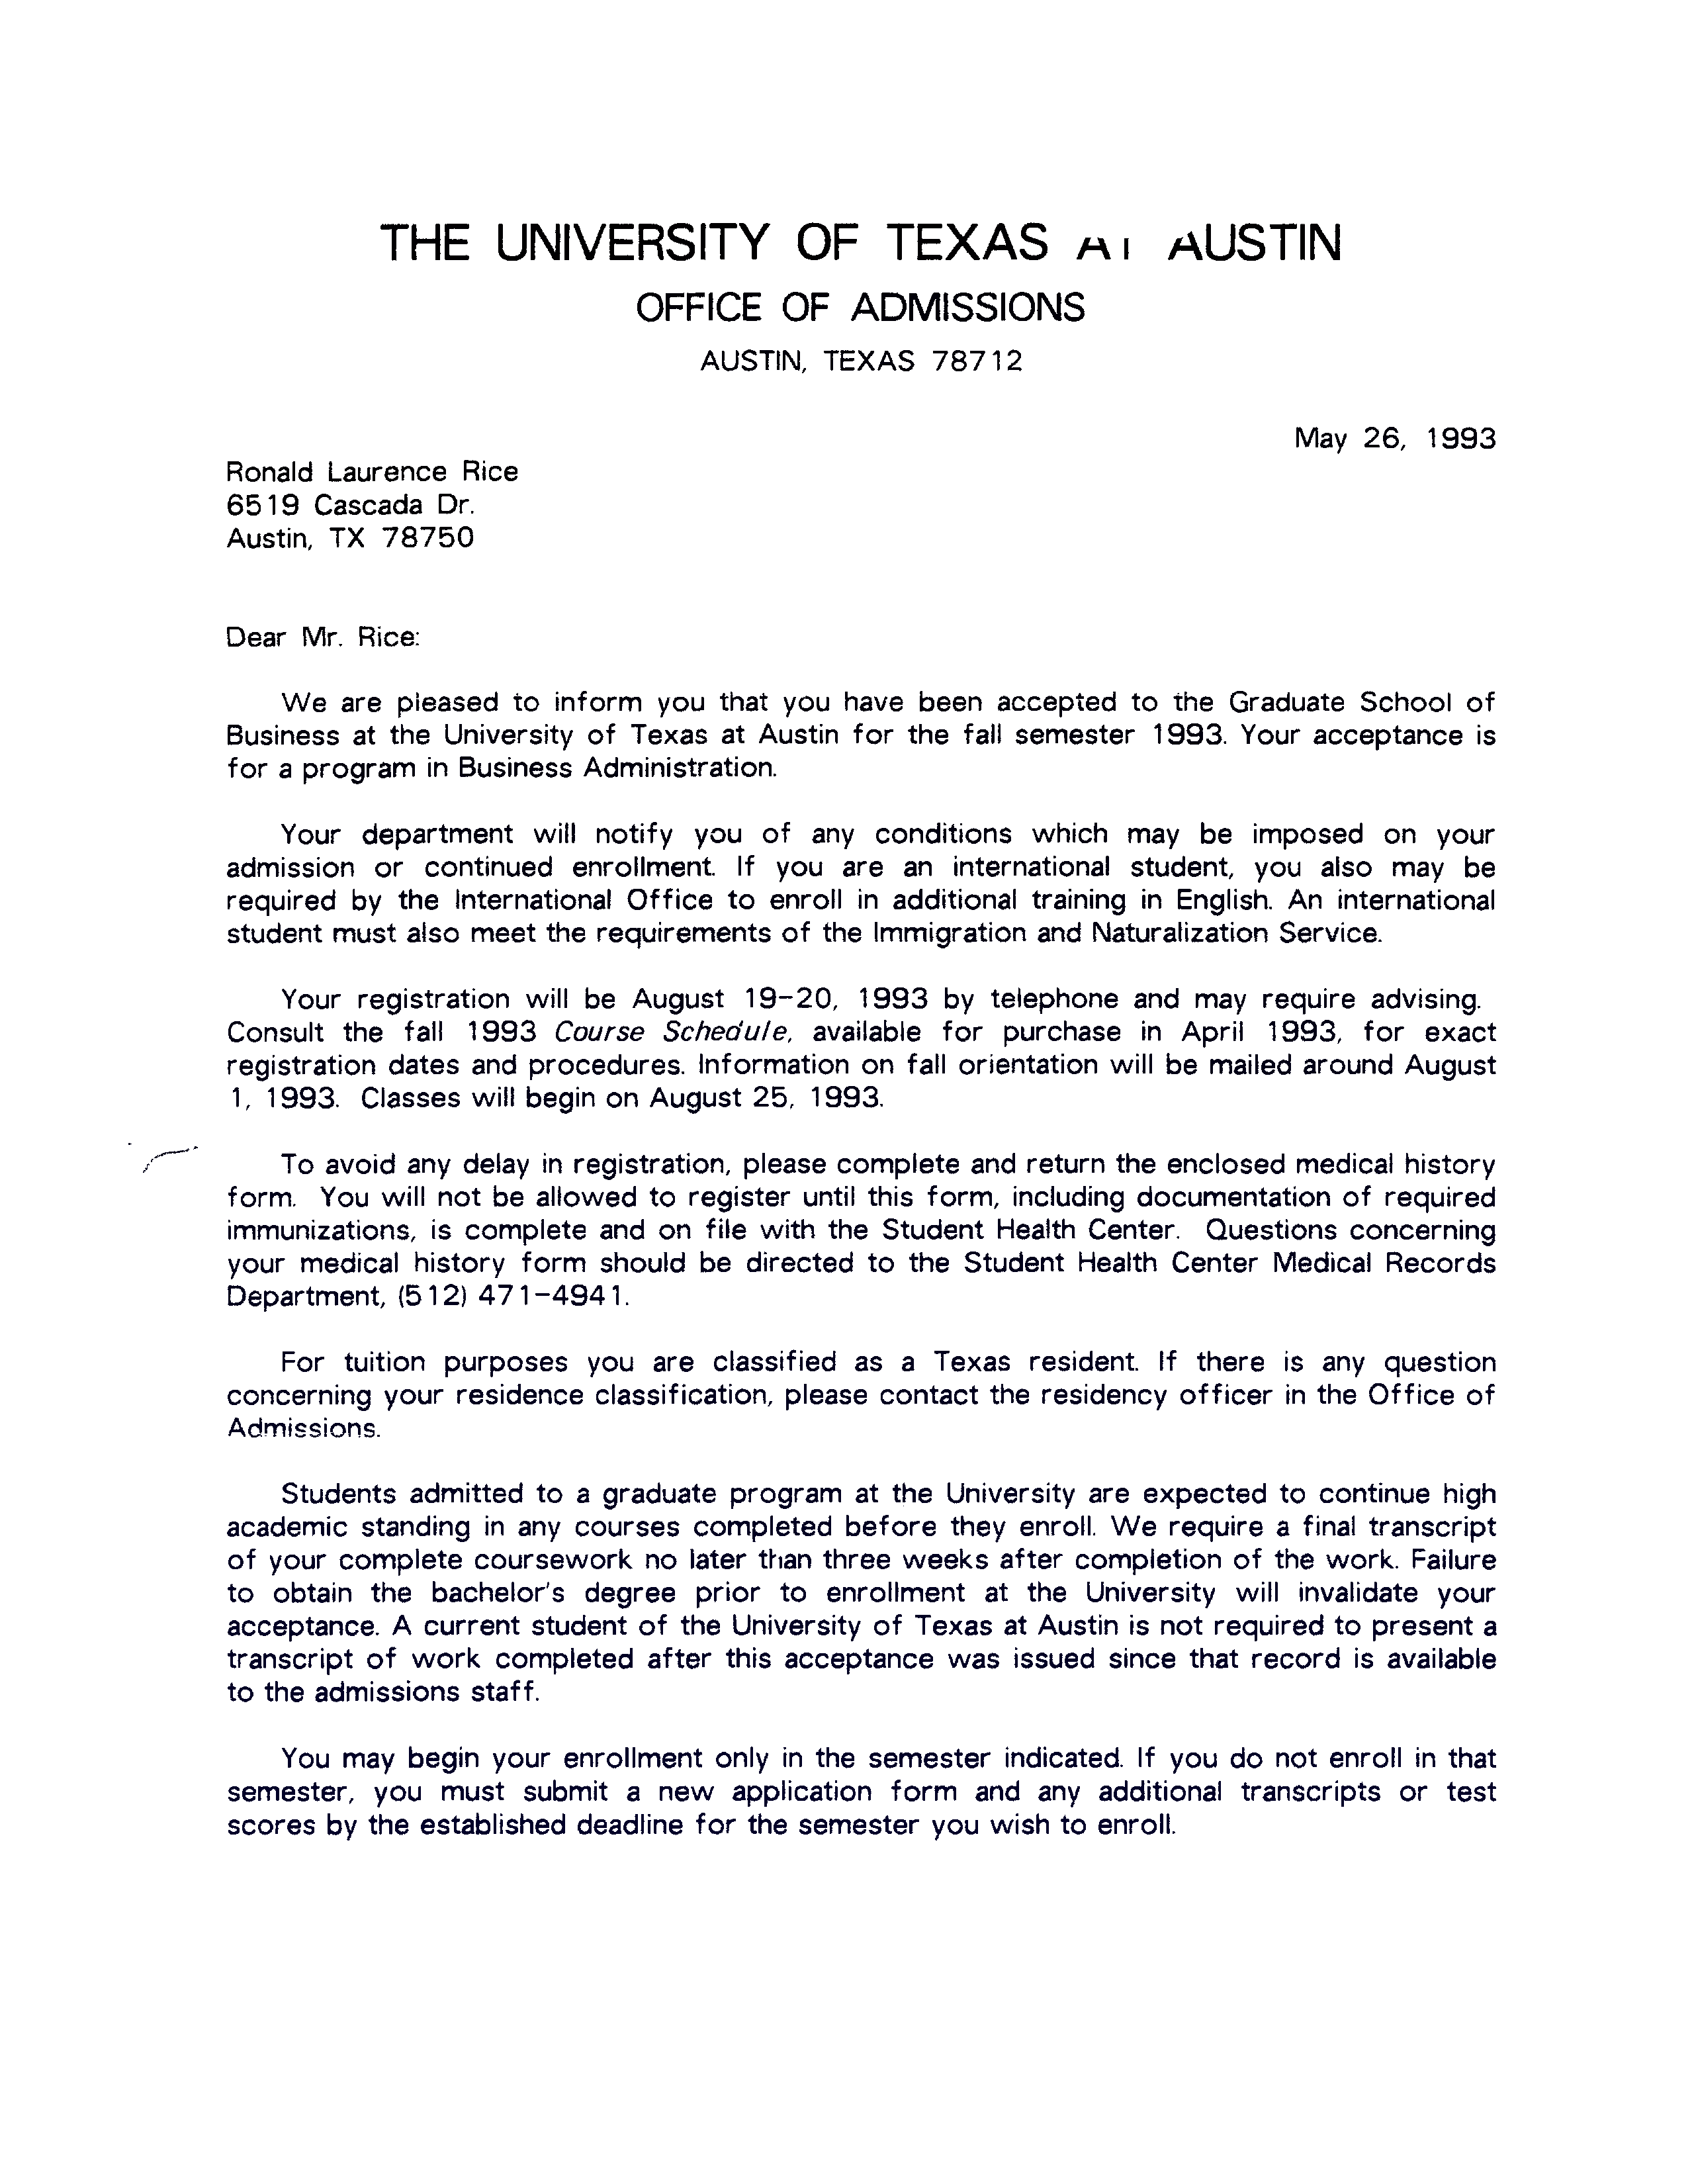 THE UNIVERSITY OF TEXAS AT AUSTIN
OFFICE OF ADMISSIONS
AUSTIN, TEXAS 78712
May 26, 1993
Ronald Laurence Rice
6519 Cascada Dr.
Austin, TX 78750
Dear Mr. Rice:
We are pleased to inform you that you have been accepted to the Graduate School of
Business at the University of Texas at Austin for the fall semester 1993. Your acceptance is
for a program in Business Administration.
Your department will notify you of any conditions which may be imposed on your
admission or continued enrollment. If you are an international student, you also may be
required by the International Office to enroll in additional training in English. An international
student must also meet the requirements of the Immigration and Naturalization Service.
Your registration will be August 19-20, 1993 by telephone and may require advising.
Consult the fall 1993 Course Schedule, available for purchase in April 1993, for exact
registration dates and procedures. Information on fall orientation will be mailed around August
1, 1993. Classes will begin on August 25, 1993.
To avoid any delay in registration, please complete and return the enclosed medical history
form. You will not be allowed to register until this form, including documentation of required
immunizations, is complete and on file with the Student Health Center. Questions concerning
your medical history form should be directed to the Student Health Center Medical Records
Department, (512) 471-4941.
For tuition purposes you are classified as a Texas resident. If there is any question
concerning your residence classification, please contact the residency officer in the Office of
Admissions.
Students admitted to a graduate program at the University are expected to continue high
academic standing in any courses completed before they enroll. We require a final transcript
of your complete coursework no later than three weeks after completion of the work. Failure
to obtain the bachelor's degree prior to enrollment at the University will invalidate your
acceptance. A current student of the University of Texas at Austin is not required to present a
transcript of work completed after this acceptance was issued since that record is available
to the admissions staff.
You may begin your enrollment only in the semester indicated. If you do not enroll in that
semester, you must submit a new application form and any additional transcripts or test
scores by the established deadline for the semester you wish to enroll.